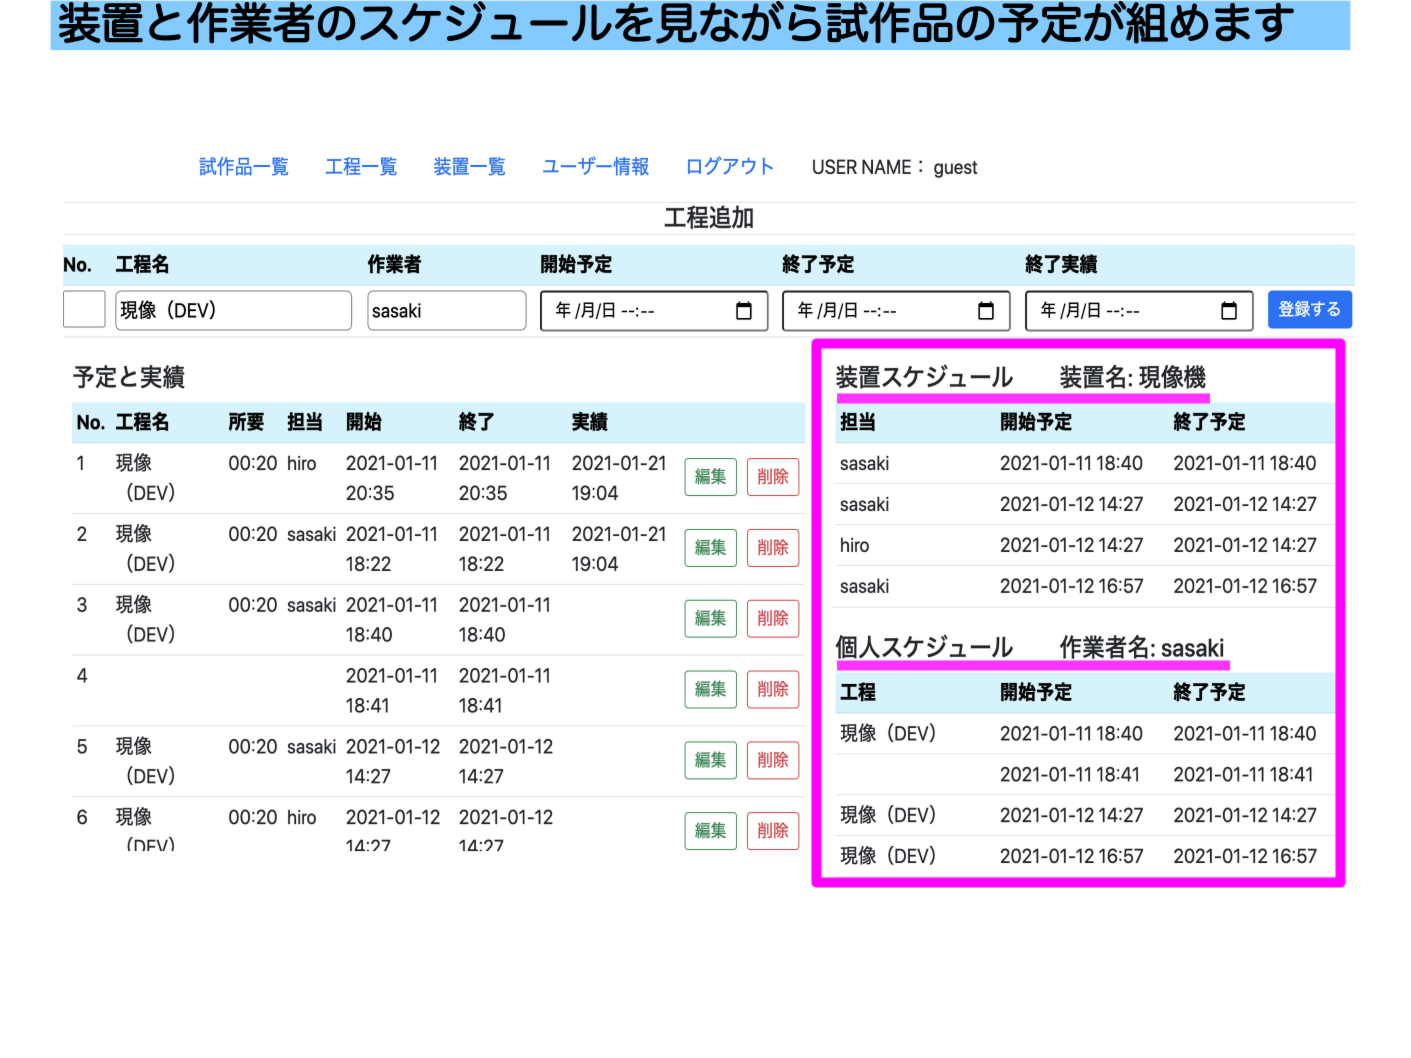 装置と作業者のスケジュールを見ながら試作品の予定が組めます
試作品一覧 工程一覧 装置一覧 ユーザー情報 ログアウト USER NAME： guest
工程追加
No. 工程名 作業者 開始予定 終了予定 終了実績
現像（DEV） sasaki 年 /月/日 --:-- 年 /月/日 --:-- 年 /月/日 --:-- 登録する
予定と実績
No. 工程名 所要 担当 開始 終了 実績
1 現像 00:20 hiro 2021-01-11 2021-01-11 2021-01-21 編集 削除
（DEV） 20:35 20:35 19:04
2 現像 00:20 sasaki 2021-01-11 2021-01-11 2021-01-21 編集 削除
（DEV） 18:22 18:22 19:04
3 現像 00:20 sasaki 2021-01-11 2021-01-11 編集 削除
（DEV） 18:40 18:40
4 2021-01-11 2021-01-11 編集 削除
18:41 18:41
5 現像 00:20 sasaki 2021-01-12 2021-01-12 編集 削除
（DEV） 14:27 14:27
6 現像 00:20 hiro 2021-01-12 2021-01-12 編集 削除
（DEV） 14:27 14:27
装置スケジュール 装置名: 現像機
担当 開始予定 終了予定
sasaki 2021-01-11 18:40 2021-01-11 18:40
sasaki 2021-01-12 14:27 2021-01-12 14:27
hiro 2021-01-12 14:27 2021-01-12 14:27
sasaki 2021-01-12 16:57 2021-01-12 16:57
個人スケジュール 作業者名: sasaki
工程 開始予定 終了予定
現像（DEV） 2021-01-11 18:40 2021-01-11 18:40
2021-01-11 18:41 2021-01-11 18:41
現像（DEV） 2021-01-12 14:27 2021-01-12 14:27
現像（DEV） 2021-01-12 16:57 2021-01-12 16:57